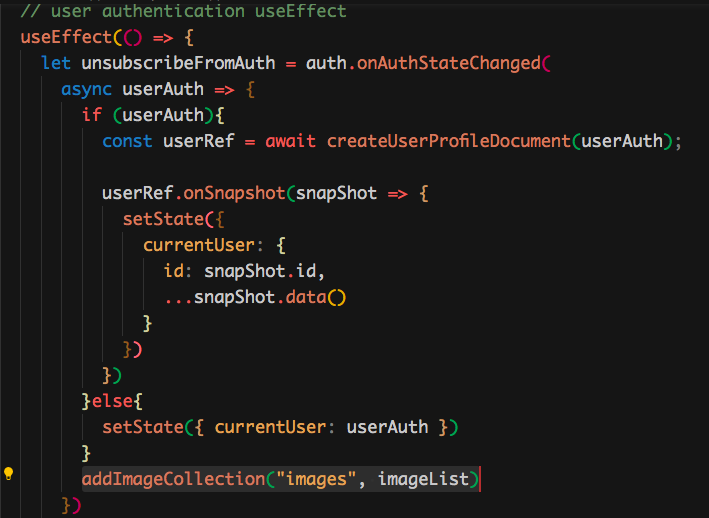 // user authentication useEffect
useEffect(() => {
let unsubscribeFromAuth = auth.onAuthStateChanged(
async userAuth => {
if (userAuth){
const userRef = await createUserProfileDocument(userAuth);
userRef.onSnapshot(snapShot => {
setState({
currentUser: {
id: snapShot.id,
...snapShot.data()
}
})
})
}else{
setState({ currentUser: userAuth })
}
addImageCollection("images", imageList)
})